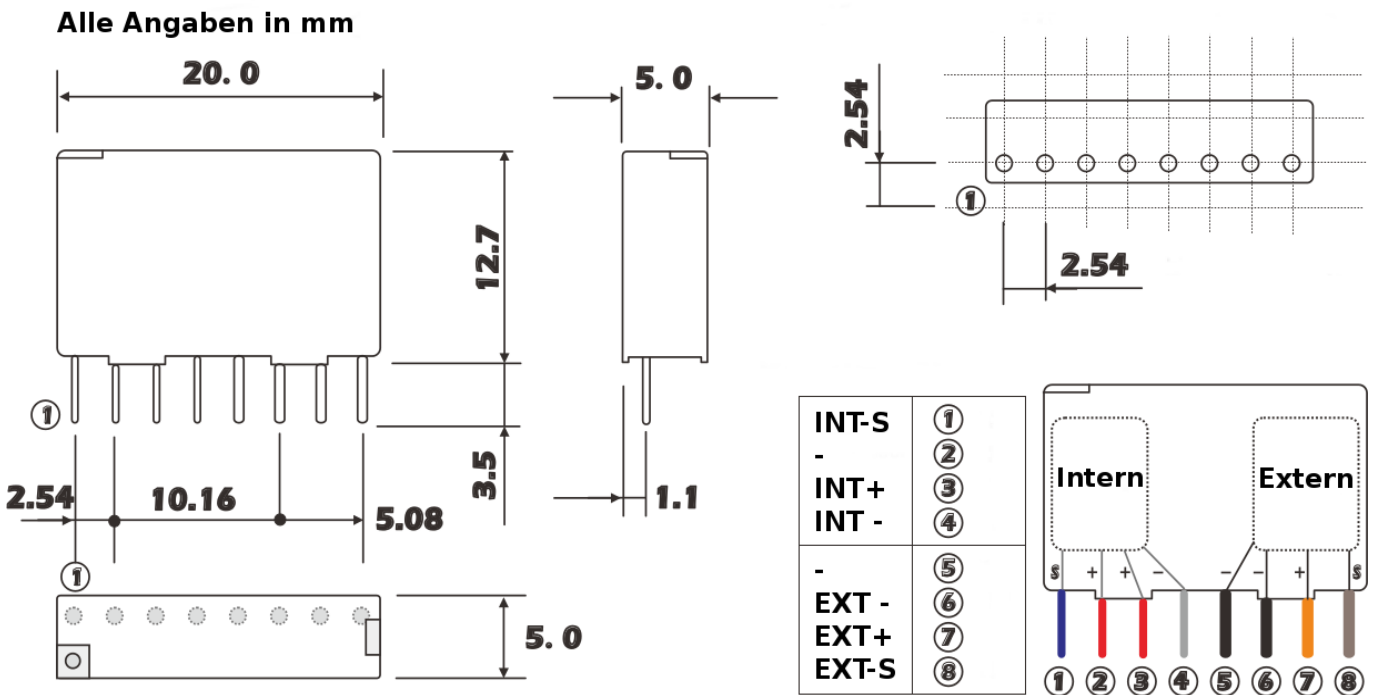 Alle Angaben in mm
20. 0
5. 0
2.54
①
2.54
12.7
①
3.5
2.54
10.16
5.08
1.1
①
5. 0
INT-S ①
- ②
INT+ ③
INT - ④
- ⑤
EXT - ⑥
EXT+ ⑦
EXT-S ⑧
Intern
Extern
S + + − − − + S
① ② ③ ④ ⑤ ⑥ ⑦ ⑧